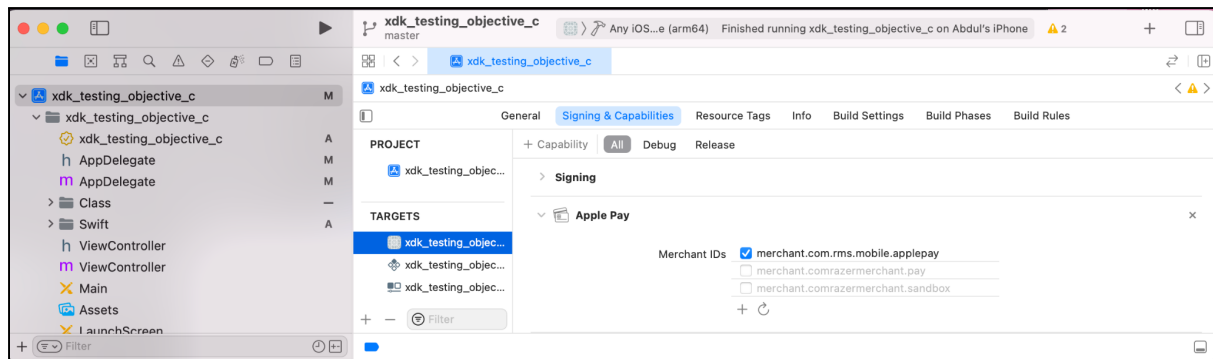 xdk_testing_objective_c
master
Any iOS...e (arm64) Finished running xdk_testing_objective_c on Abdul's iPhone 2
xdk_testing_objective_c
xdk_testing_objective_c
xdk_testing_objective_c M
xdk_testing_objective_c
xdk_testing_objective_c A
h AppDelegate M
m AppDelegate M
Class
Swift A
h ViewController
m ViewController
Main
Assets
LaunchScreen
Filter
General Signing & Capabilities Resource Tags Info Build Settings Build Phases Build Rules
PROJECT
xdk_testing_objec...
TARGETS
xdk_testing_objec...
xdk_testing_objec...
xdk_testing_objec...
Filter
+ Capability All Debug Release
Signing
Apple Pay
Merchant IDs merchant.com.rms.mobile.applepay
merchant.comrazermerchant.pay
merchant.comrazermerchant.sandbox